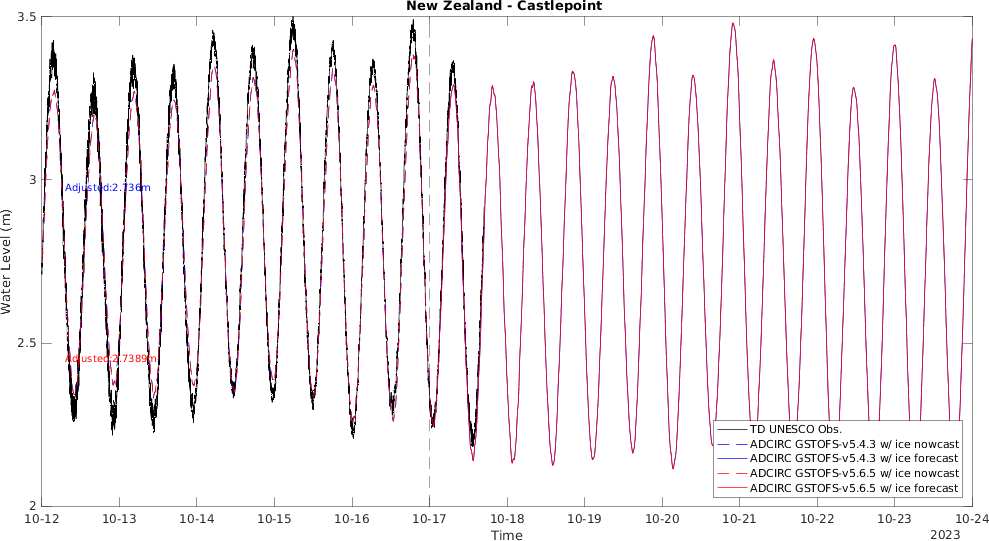 New Zealand - Castlepoint
3.5
3
2.5
2
Water Level (m)
Adjusted:2.736m
Adjusted:2.7389m
TD UNESCO Obs.
ADCIRC GSTOFS-v5.4.3 w/ ice nowcast
ADCIRC GSTOFS-v5.4.3 w/ ice forecast
ADCIRC GSTOFS-v5.6.5 w/ ice nowcast
ADCIRC GSTOFS-v5.6.5 w/ ice forecast
10-12 10-13 10-14 10-15 10-16 10-17 10-18 10-19 10-20 10-21 10-22 10-23 10-24
Time
2023